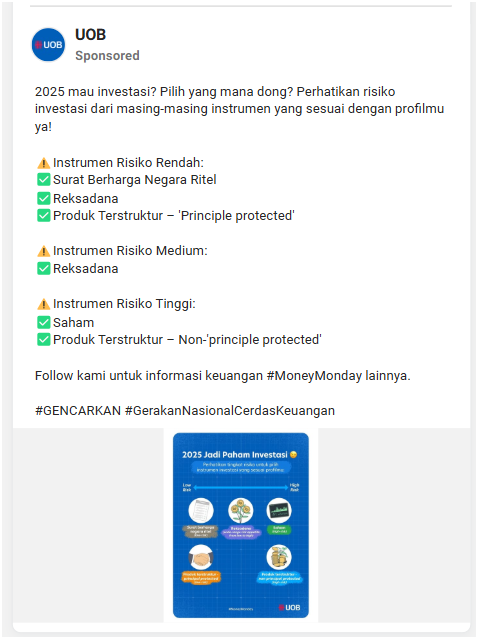 UOB
UOB
Sponsored
2025 mau investasi? Pilih yang mana dong? Perhatikan risiko
investasi dari masing-masing instrumen yang sesuai dengan profilmu
ya!
⚠️ Instrumen Risiko Rendah:
✅ Surat Berharga Negara Ritel
✅ Reksadana
✅ Produk Terstruktur – 'Principle protected'
⚠️ Instrumen Risiko Medium:
✅ Reksadana
⚠️ Instrumen Risiko Tinggi:
✅ Saham
✅ Produk Terstruktur – Non-'principle protected'
Follow kami untuk informasi keuangan #MoneyMonday lainnya.
#GENCARKAN #GerakanNasionalCerdasKeuangan
2025 Jadi Paham Investasi 😊
Perhatikan tingkat risiko untuk pilih
instrumen investasi yang sesuai profilmu
Low
Risk
High
Risk
Reksadana
Saham
UOB